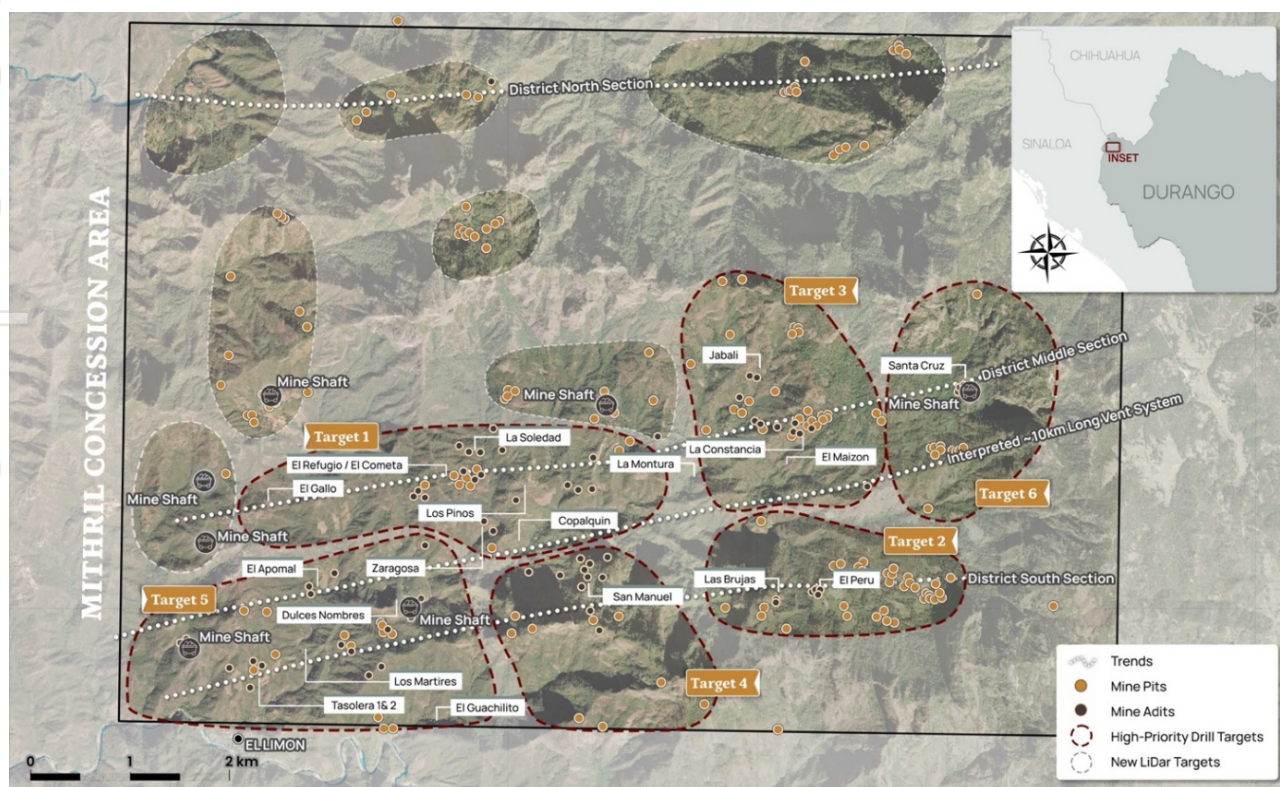 CHIHUAHUA
SINALOA
INSET
DURANGO
MITHRIL CONCESSION AREA
District North Section
Target 3
Jabali
Santa Cruz
District Middle Section
Mine Shaft
Mine Shaft
Mine Shaft
Interpreted ~10km Long Vent System
Target 1
La Soledad
La Constancia
El Maizon
El Refugio / El Cometa
La Montura
El Gallo
Target 6
Mine Shaft
Los Pinos
Copalquin
Mine Shaft
Target 2
El Apomal
Zaragosa
Las Brujas
El Peru
District South Section
Target 5
San Manuel
Dulces Nombres
Mine Shaft
Mine Shaft
Los Martires
Target 4
Tasolera 1& 2
El Guachilito
EL LIMON
0 1 2 km
Trends
Mine Pits
Mine Adits
High-Priority Drill Targets
New LiDar Targets